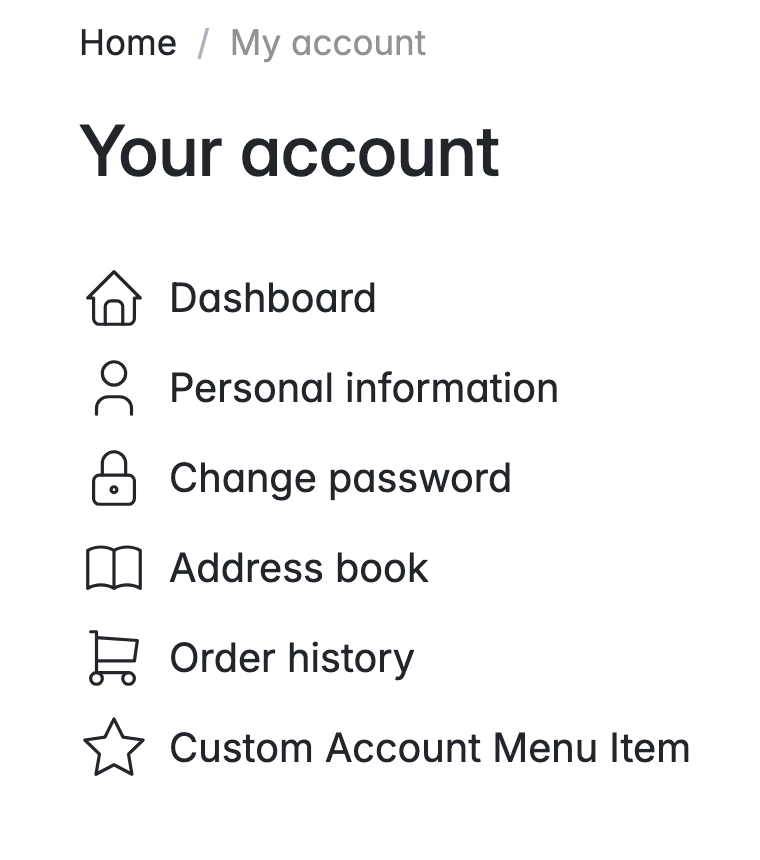 Home / My account
Your account
Dashboard
Personal information
Change password
Address book
Order history
Custom Account Menu Item